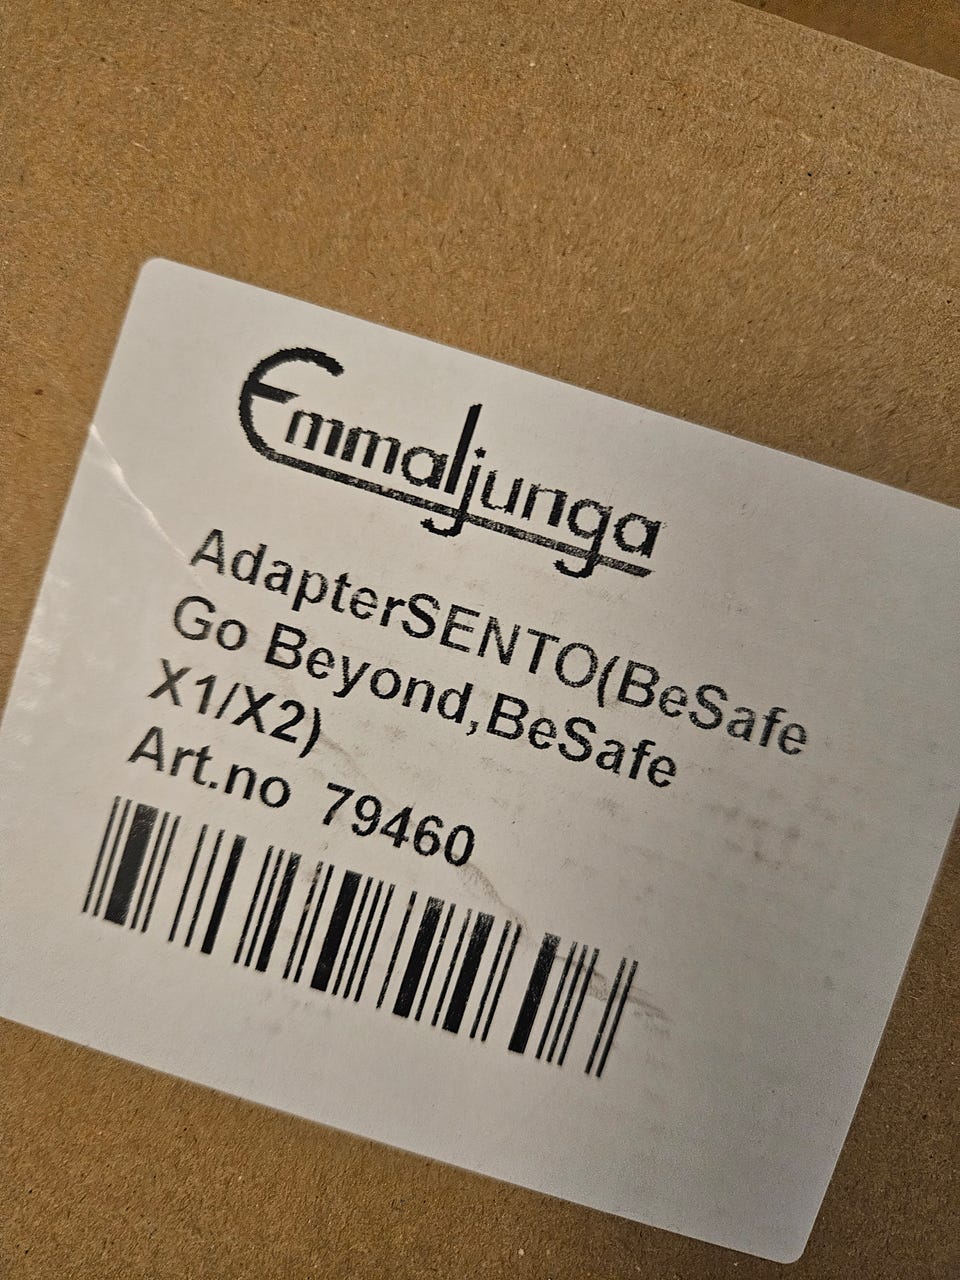 Emmaljunga
AdapterSENTO(BeSafe
Go Beyond,BeSafe
X1/X2)
Art.no 79460